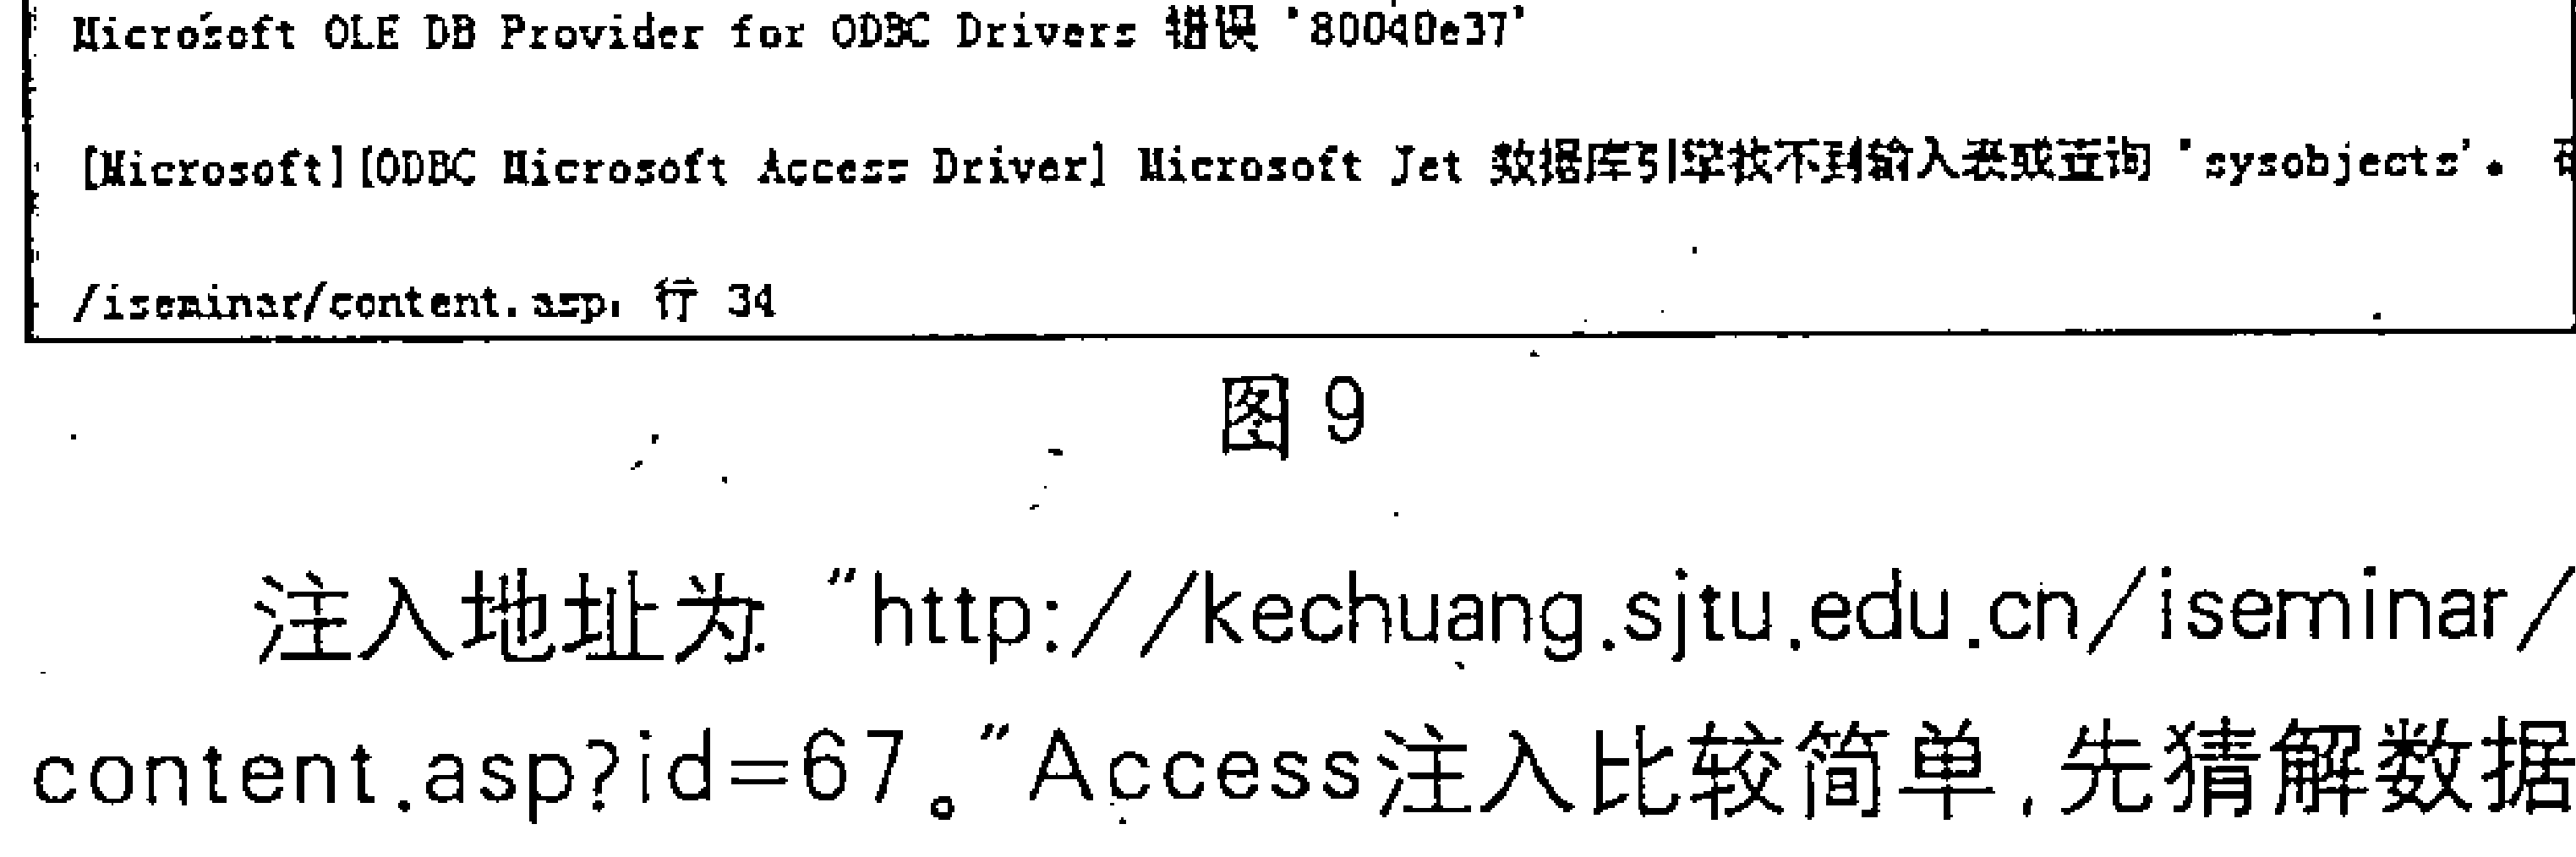 Microsoft OLE DB Provider for ODBC Drivers 错误 '80040e37'
[Microsoft][ODBC Microsoft Access Driver] Microsoft Jet 数据库引擎找不到输入表或查询 'sysobjects'。
/iseminar/content.asp，行 34
图 9
注入地址为 "http://kechuang.sjtu.edu.cn/iseminar/
content.asp?id=67。"Access注入比较简单,先猜解数据